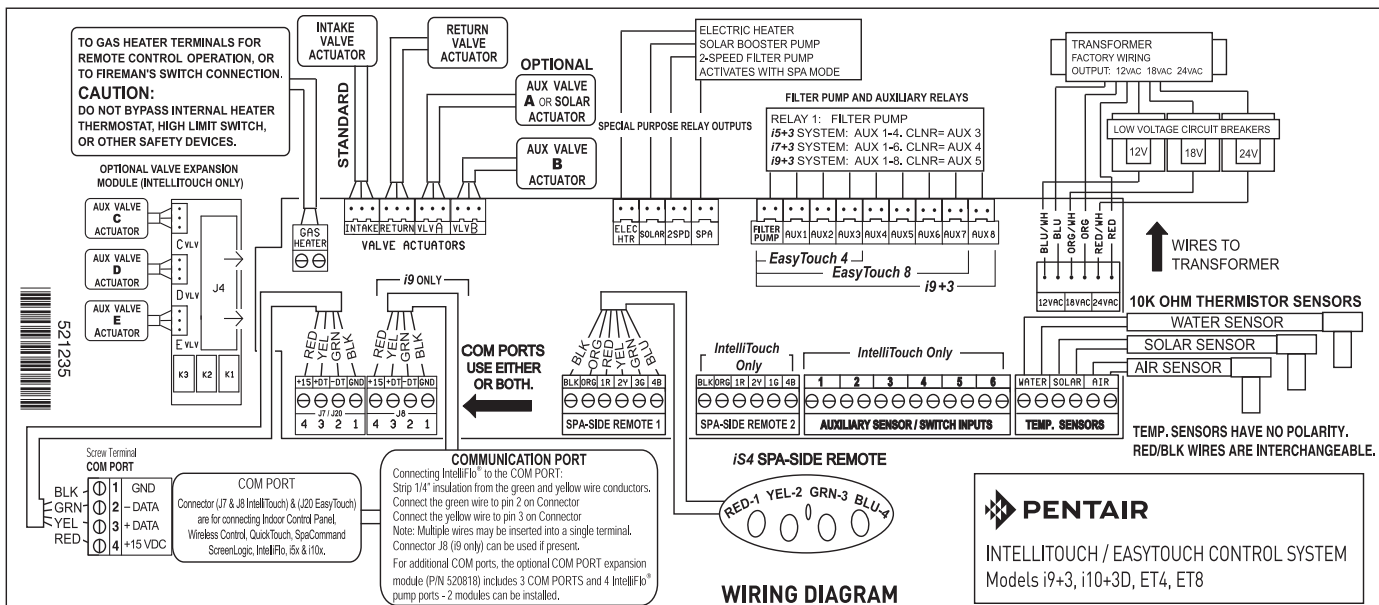 TO GAS HEATER TERMINALS FOR
REMOTE CONTROL OPERATION, OR
TO FIREMAN'S SWITCH CONNECTION.
CAUTION:
DO NOT BYPASS INTERNAL HEATER
THERMOSTAT, HIGH LIMIT SWITCH,
OR OTHER SAFETY DEVICES.
INTAKE
VALVE
ACTUATOR
RETURN
VALVE
ACTUATOR
STANDARD
OPTIONAL
AUX VALVE
A OR SOLAR
ACTUATOR
AUX VALVE
B
ACTUATOR
ELECTRIC HEATER
SOLAR BOOSTER PUMP
2-SPEED FILTER PUMP
ACTIVATES WITH SPA MODE
SPECIAL PURPOSE RELAY OUTPUTS
FILTER PUMP AND AUXILIARY RELAYS
RELAY 1: FILTER PUMP
i5+3 SYSTEM: AUX 1-4. CLNR= AUX 3
i7+3 SYSTEM: AUX 1-6. CLNR= AUX 4
i9+3 SYSTEM: AUX 1-8. CLNR= AUX 5
TRANSFORMER
FACTORY WIRING
OUTPUT: 12VAC 18VAC 24VAC
LOW VOLTAGE CIRCUIT BREAKERS
12V 18V 24V
BLU/WH
BLU
ORG/WH
ORG
RED/WH
RED
WIRES TO
TRANSFORMER
12VAC 18VAC 24VAC
OPTIONAL VALVE EXPANSION
MODULE (INTELLITOUCH ONLY)
AUX VALVE
C
ACTUATOR
C VLV
AUX VALVE
D
ACTUATOR
D VLV
J4
AUX VALVE
E
ACTUATOR
E VLV
K3 K2 K1
521235
GAS
HEATER
INTAKE RETURN VLVA VLVB
VALVE ACTUATORS
ELEC
HTR SOLAR 2SPD SPA
FILTER
PUMP AUX1 AUX2 AUX3 AUX4 AUX5 AUX6 AUX7 AUX8
EasyTouch 4
EasyTouch 8
i9+3
i9 ONLY
RED
YEL
GRN
BLK
RED
YEL
GRN
BLK
+15 +DT -DT GND
J7 / J20
4 3 2 1
+15 +DT -DT GND
J8
4 3 2 1
COM PORTS
USE EITHER
OR BOTH.
BLK
ORG
RED
YEL
GRN
BLU
BLK ORG 1R 2Y 3G 4B
SPA-SIDE REMOTE 1
IntelliTouch
Only
BLK ORG 1R 2Y 1G 4B
SPA-SIDE REMOTE 2
IntelliTouch Only
1 2 3 4 5 6
AUXILIARY SENSOR / SWITCH INPUTS
WATER SOLAR AIR
TEMP. SENSORS
10K OHM THERMISTOR SENSORS
WATER SENSOR
SOLAR SENSOR
AIR SENSOR
TEMP. SENSORS HAVE NO POLARITY.
RED/BLK WIRES ARE INTERCHANGEABLE.
Screw Terminal
COM PORT
BLK 1 GND
GRN 2 – DATA
YEL 3 + DATA
RED 4 +15 VDC
COM PORT
Connector (J7 & J8 IntelliTouch) & (J20 EasyTouch)
are for connecting Indoor Control Panel,
Wireless Control, QuickTouch, SpaCommand
ScreenLogic, IntelliFlo, i5x & i10x.
COMMUNICATION PORT
Connecting IntelliFlo® to the COM PORT:
Strip 1/4" insulation from the green and yellow wire conductors.
Connect the green wire to pin 2 on Connector
Connect the yellow wire to pin 3 on Connector
Note: Multiple wires may be inserted into a single terminal.
Connector J8 (i9 only) can be used if present.
For additional COM ports, the optional COM PORT expansion
module (P/N 520818) includes 3 COM PORTS and 4 IntelliFlo®
pump ports - 2 modules can be installed.
iS4 SPA-SIDE REMOTE
RED-1 YEL-2 GRN-3 BLU-4
WIRING DIAGRAM
PENTAIR
INTELLITOUCH / EASYTOUCH CONTROL SYSTEM
Models i9+3, i10+3D, ET4, ET8